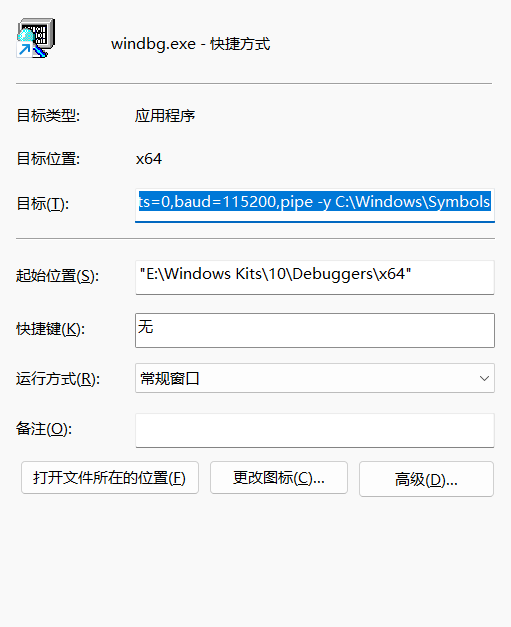 windbg.exe - 快捷方式
目标类型: 应用程序
目标位置: x64
目标(T): ts=0,baud=115200,pipe -y C:\Windows\Symbols
起始位置(S): "E:\Windows Kits\10\Debuggers\x64"
快捷键(K): 无
运行方式(R): 常规窗口
备注(O):
打开文件所在的位置(F) 更改图标(C)... 高级(D)...